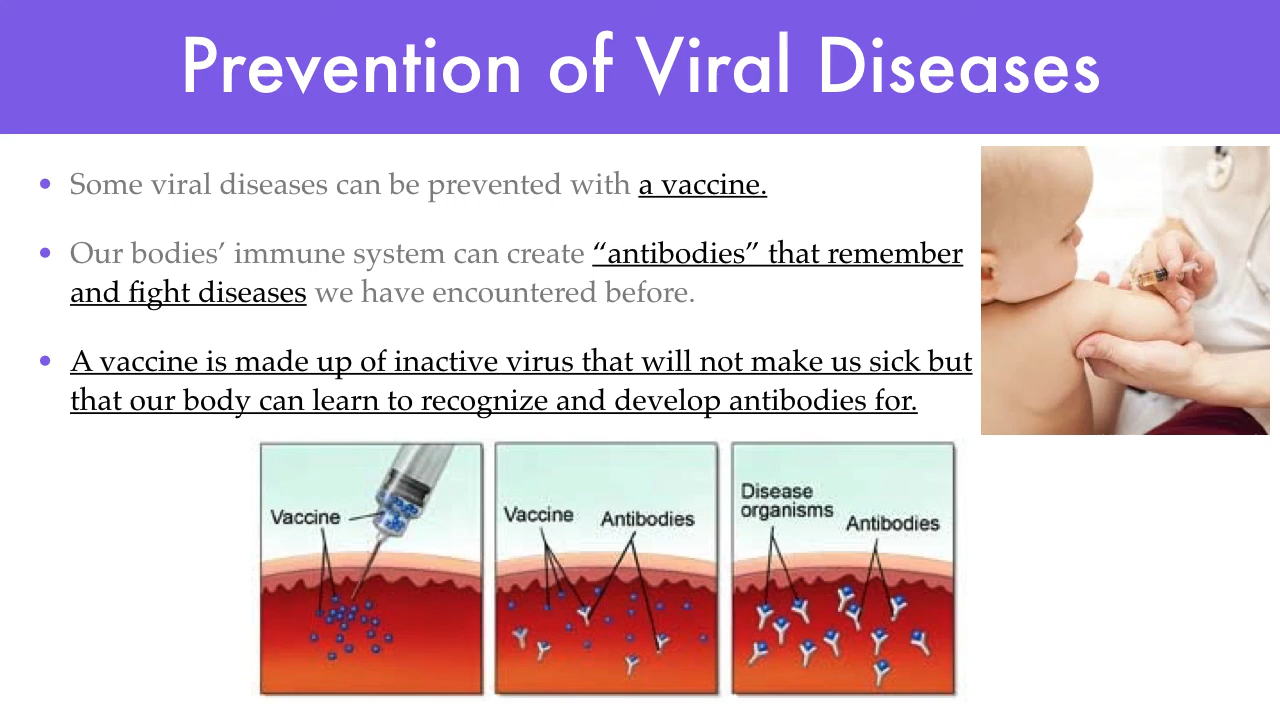 Prevention of Viral Diseases
• Some viral diseases can be prevented with a vaccine.
• Our bodies’ immune system can create “antibodies” that remember
and fight diseases we have encountered before.
• A vaccine is made up of inactive virus that will not make us sick but
that our body can learn to recognize and develop antibodies for.
Vaccine
Vaccine
Antibodies
Disease
organisms
Antibodies